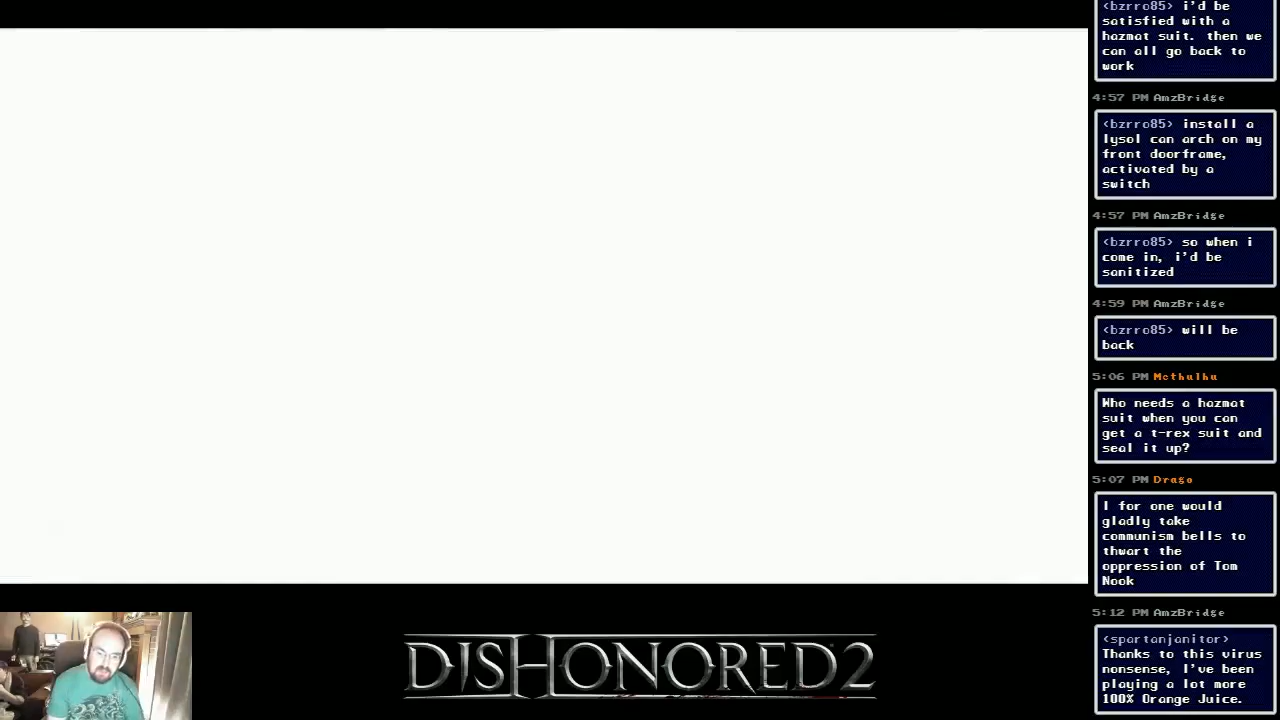 <bzrro85> i'd be
satisfied with a
hazmat suit. then we
can all go back to
work
4:57 PM AmzBridge
<bzrro85> install a
lysol can arch on my
front doorframe,
activated by a
switch
4:57 PM AmzBridge
<bzrro85> so when i
come in, i'd be
sanitized
4:59 PM AmzBridge
<bzrro85> will be
back
5:06 PM Mcthulhu
Who needs a hazmat
suit when you can
get a t-rex suit and
seal it up?
5:07 PM Drago
I for one would
gladly take
communism bells to
thwart the
oppression of Tom
Nook
5:12 PM AmzBridge
<spartanjanitor>
Thanks to this virus
nonsense, I've been
playing a lot more
100% Orange Juice.
DISHONORED 2